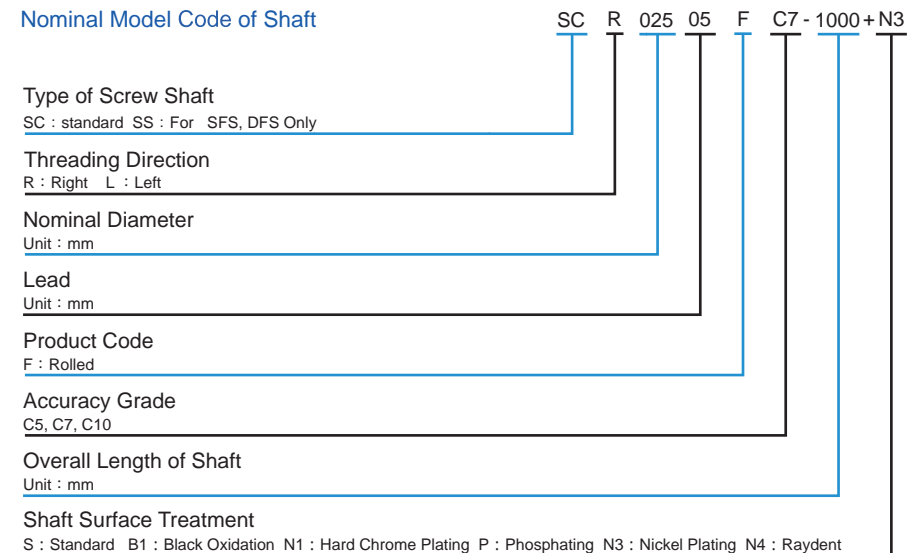 Nominal Model Code of Shaft SC R 025 05 F C7 - 1000 + N3
Type of Screw Shaft
SC：standard SS：For SFS, DFS Only
Threading Direction
R：Right L：Left
Nominal Diameter
Unit：mm
Lead
Unit：mm
Product Code
F：Rolled
Accuracy Grade
C5, C7, C10
Overall Length of Shaft
Unit：mm
Shaft Surface Treatment
S：Standard B1：Black Oxidation N1：Hard Chrome Plating P：Phosphating N3：Nickel Plating N4：Raydent